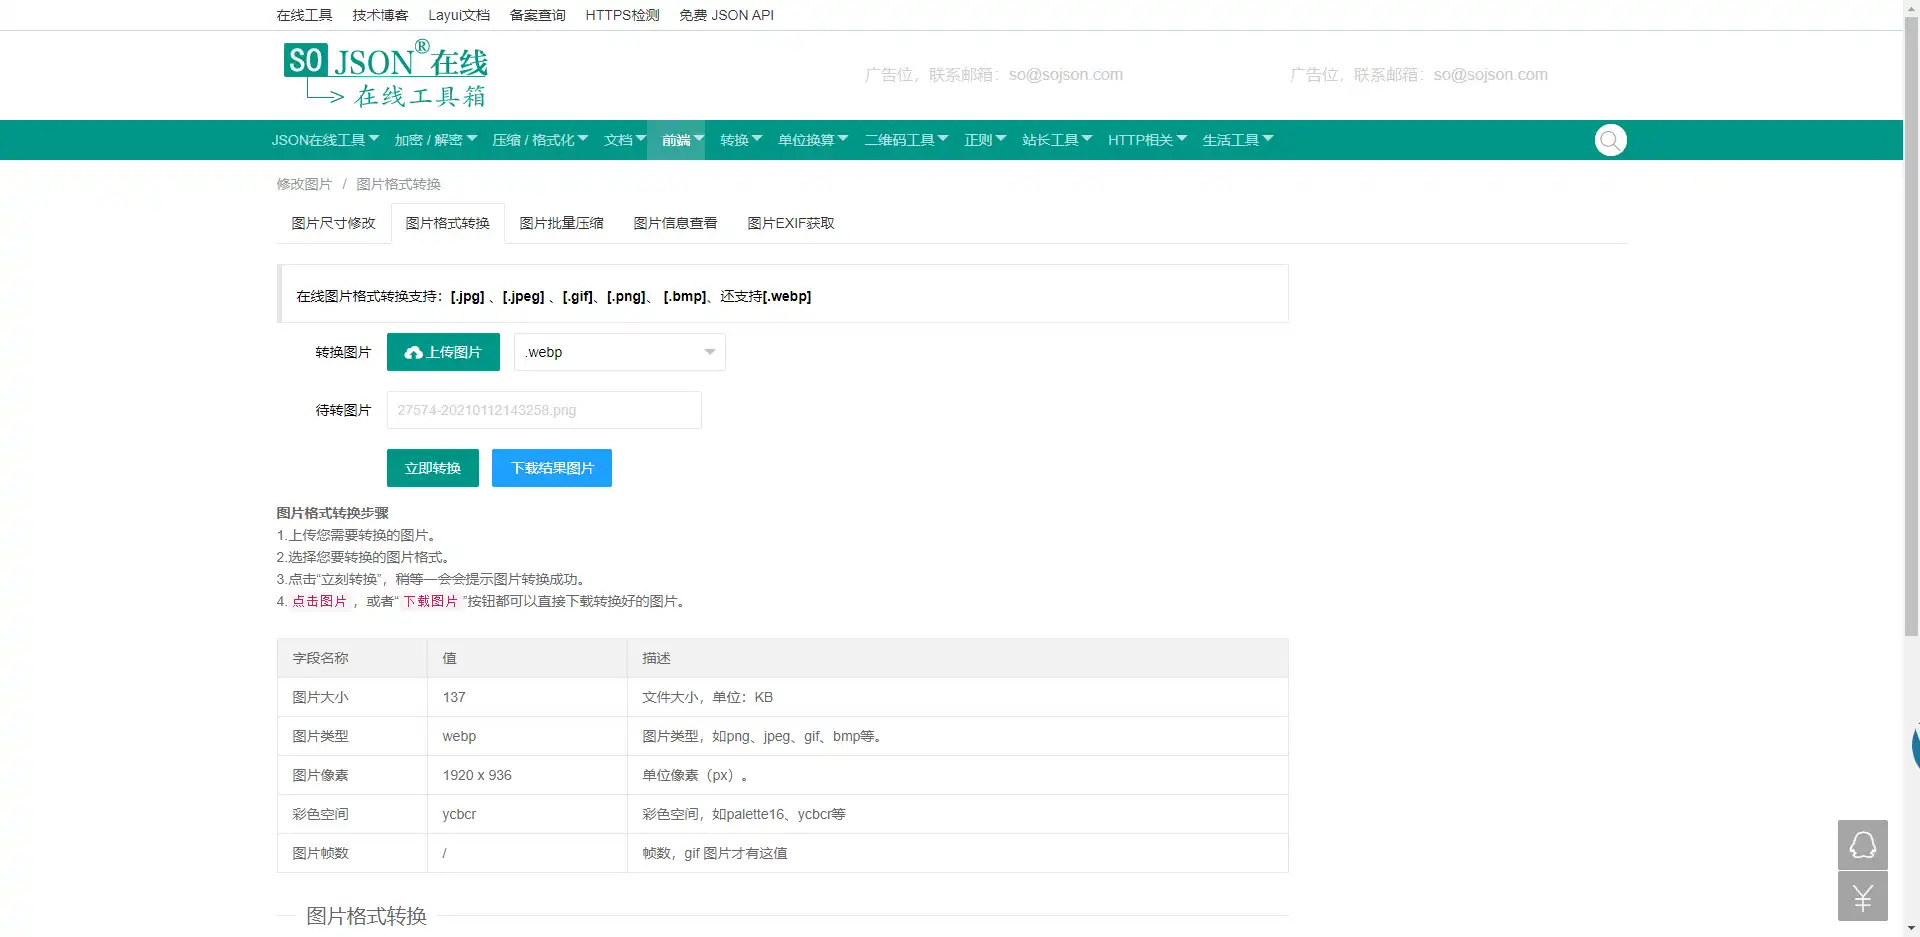 在线工具 技术博客 Layui文档 备案查询 HTTPS检测 免费 JSON API
SO JSON®在线
在线工具箱
广告位，联系邮箱：so@sojson.com 广告位，联系邮箱：so@sojson.com
JSON在线工具 加密 / 解密 压缩 / 格式化 文档 前端 转换 单位换算 二维码工具 正则 站长工具 HTTP相关 生活工具
修改图片 / 图片格式转换
图片尺寸修改 图片格式转换 图片批量压缩 图片信息查看 图片EXIF获取
在线图片格式转换支持：[.jpg] 、[.jpeg] 、[.gif]、[.png]、 [.bmp]、还支持[.webp]
转换图片 上传图片 .webp
待转图片 27574-20210112143258.png
立即转换 下载结果图片
图片格式转换步骤
1.上传您需要转换的图片。
2.选择您要转换的图片格式。
3.点击“立刻转换”，稍等一会会提示图片转换成功。
4. 点击图片 ，或者“ 下载图片 ”按钮都可以直接下载转换好的图片。
字段名称 值 描述
图片大小 137 文件大小，单位：KB
图片类型 webp 图片类型，如png、jpeg、gif、bmp等。
图片像素 1920 x 936 单位像素（px）。
彩色空间 ycbcr 彩色空间，如palette16、ycbcr等
图片帧数 / 帧数，gif 图片才有这值
图片格式转换